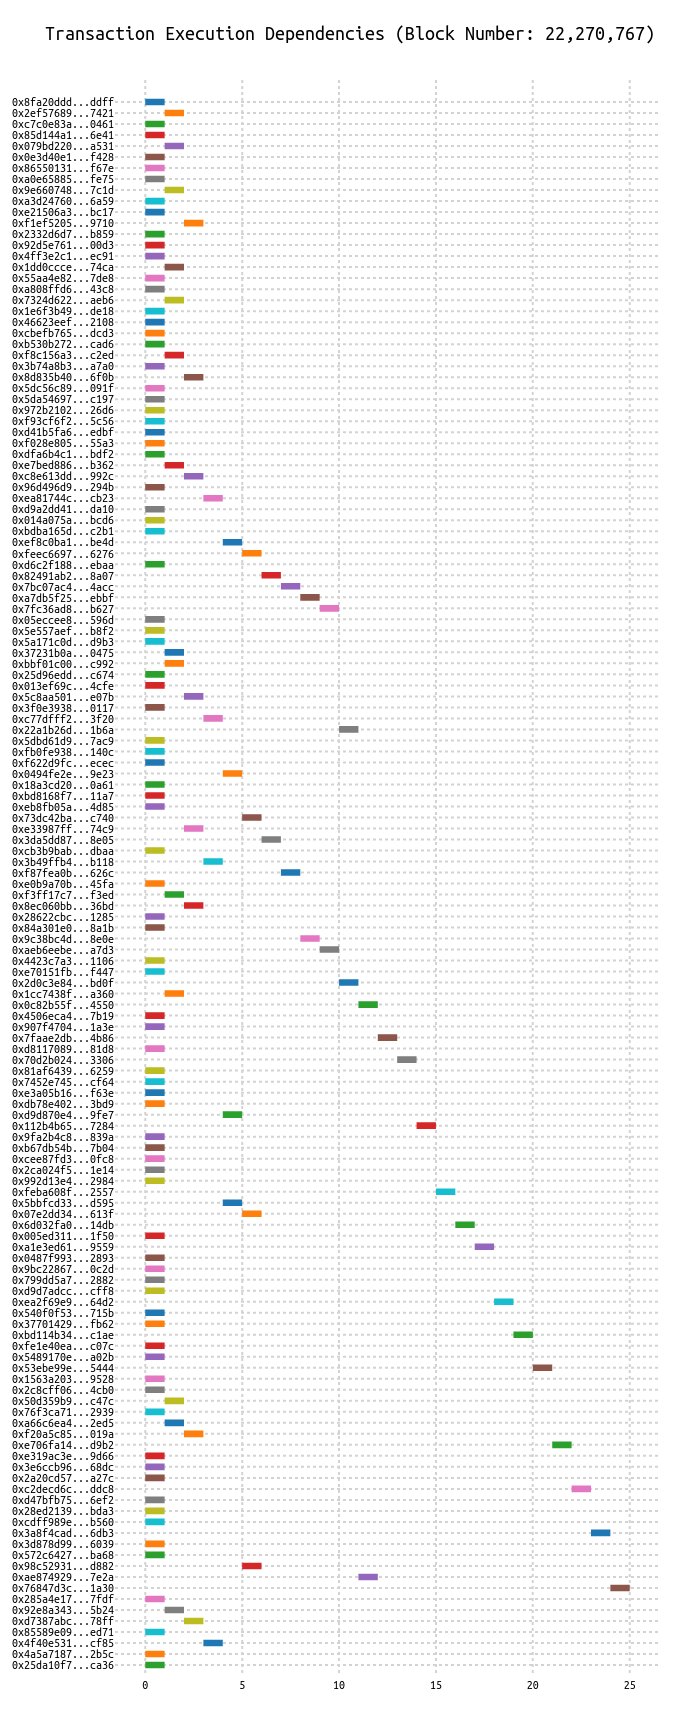 Transaction Execution Dependencies (Block Number: 22,270,767)
0x8fa20ddd...ddff
0x2ef57689...7421
0xc7c0e83a...0461
0x85d144a1...6e41
0x079bd220...a531
0x0e3d40e1...f428
0x86550131...f67e
0xa0e65885...fe75
0x9e660748...7c1d
0xa3d24760...6a59
0xe21506a3...bc17
0xf1ef5205...9710
0x2332d6d7...b859
0x92d5e761...00d3
0x4ff3e2c1...ec91
0x1dd0ccce...74ca
0x55aa4e82...7de8
0xa808ffd6...43c8
0x7324d622...aeb6
0x1e6f3b49...de18
0x46623eef...2108
0xcbefb765...dcd3
0xb530b272...cad6
0xf8c156a3...c2ed
0x3b74a8b3...a7a0
0x8d835b40...6f0b
0x5dc56c89...091f
0x5da54697...c197
0x972b2102...26d6
0xf93cf6f2...5c56
0xd41b5fa6...edbf
0xf028e805...55a3
0xdfa6b4c1...bdf2
0xe7bed886...b362
0xc8e613dd...992c
0x96d496d9...294b
0xea81744c...cb23
0xd9a2dd41...da10
0x014a075a...bcd6
0xbdba165d...c2b1
0xef8c0ba1...be4d
0xfeec6697...6276
0xd6c2f188...ebaa
0x82491ab2...8a07
0x7bc07ac4...4acc
0xa7db5f25...ebbf
0x7fc36ad8...b627
0x05eccee8...596d
0x5e557aef...b8f2
0x5a171c0d...d9b3
0x37231b0a...0475
0xbbf01c00...c992
0x25d96edd...c674
0x013ef69c...4cfe
0x5c8aa501...e07b
0x3f0e3938...0117
0xc77dfff2...3f20
0x22a1b26d...1b6a
0x5dbd61d9...7ac9
0xfb0fe938...140c
0xf622d9fc...ecec
0x0494fe2e...9e23
0x18a3cd20...0a61
0xbd8168f7...11a7
0xeb8fb05a...4d85
0x73dc42ba...c740
0xe33987ff...74c9
0x3da5dd87...8e05
0xcb3b9bab...dbaa
0x3b49ffb4...b118
0xf87fea0b...626c
0xe0b9a70b...45fa
0xf3ff17c7...f3ed
0x8ec060bb...36bd
0x28622cbc...1285
0x84a301e0...8a1b
0x9c38bc4d...8e0e
0xaeb6eebe...a7d3
0x4423c7a3...1106
0xe70151fb...f447
0x2d0c3e84...bd0f
0x1cc7438f...a360
0x0c82b55f...4550
0x4506eca4...7b19
0x907f4704...1a3e
0x7faae2db...4b86
0xd8117089...81d8
0x70d2b024...3306
0x81af6439...6259
0x7452e745...cf64
0xe3a05b16...f63e
0xdb78e402...3bd9
0xd9d870e4...9fe7
0x112b4b65...7284
0x9fa2b4c8...839a
0xb67db54b...7b04
0xcee87fd3...0fc8
0x2ca024f5...1e14
0x992d13e4...2984
0xfeba608f...2557
0x5bbfcd33...d595
0x07e2dd34...613f
0x6d032fa0...14db
0x005ed311...1f50
0xa1e3ed61...9559
0x0487f993...2893
0x9bc22867...0c2d
0x799dd5a7...2882
0xd9d7adcc...cff8
0xea2f69e9...64d2
0x540f0f53...715b
0x37701429...fb62
0xbd114b34...c1ae
0xfe1e40ea...c07c
0x5489170e...a02b
0x53ebe99e...5444
0x1563a203...9528
0x2c8cff06...4cb0
0x50d359b9...c47c
0x76f3ca71...2939
0xa66c6ea4...2ed5
0xf20a5c85...019a
0xe706fa14...d9b2
0xe319ac3e...9d66
0x3e6ccb96...68dc
0x2a20cd57...a27c
0xc2decd6c...ddc8
0xd47bfb75...6ef2
0x28ed2139...bda3
0xcdff989e...b560
0x3a8f4cad...6db3
0x3d878d99...6039
0x572c6427...ba68
0x98c52931...d882
0xae874929...7e2a
0x76847d3c...1a30
0x285a4e17...7fdf
0x92e8a343...5b24
0xd7387abc...78ff
0x85589e09...ed71
0x4f40e531...cf85
0x4a5a7187...2b5c
0x25da10f7...ca36
0 5 10 15 20 25